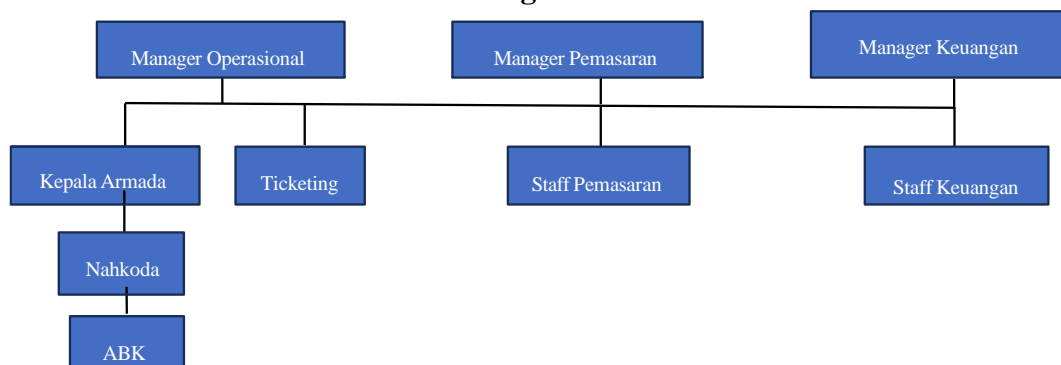 Manager Operasional
Manager Pemasaran
Manager Keuangan
Kepala Armada
Ticketing
Staff Pemasaran
Staff Keuangan
Nahkoda
ABK